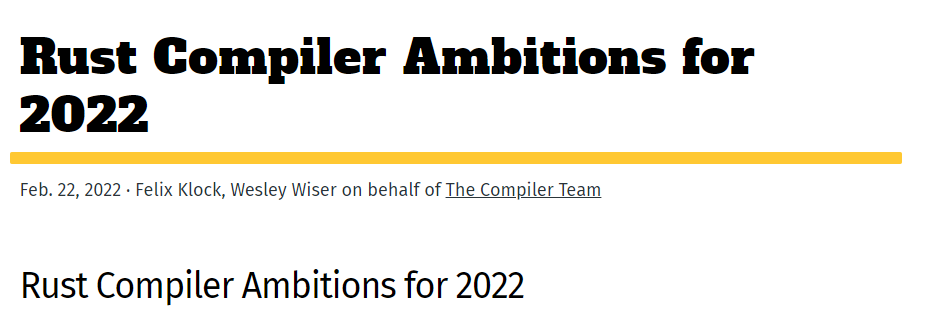 Rust Compiler Ambitions for
2022
Feb. 22, 2022 · Felix Klock, Wesley Wiser on behalf of The Compiler Team
Rust Compiler Ambitions for 2022